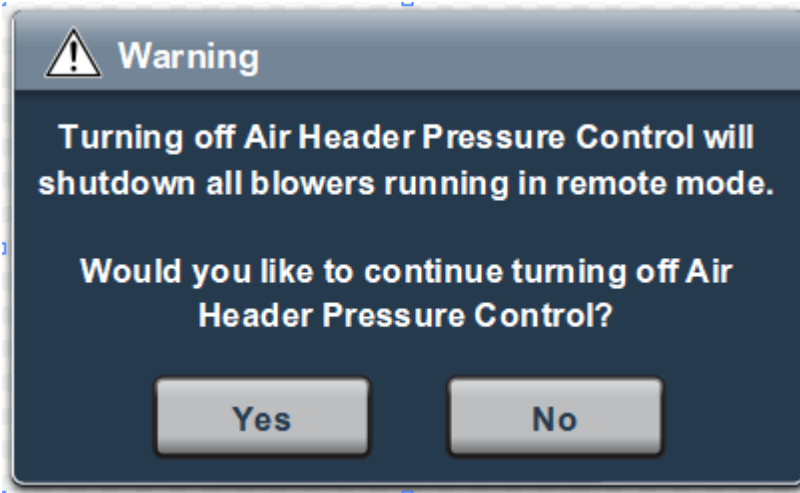 Warning
Turning off Air Header Pressure Control will
shutdown all blowers running in remote mode.
Would you like to continue turning off Air
Header Pressure Control?
Yes
No